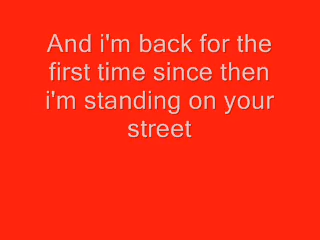 And i'm back for the
first time since then
i'm standing on your
street